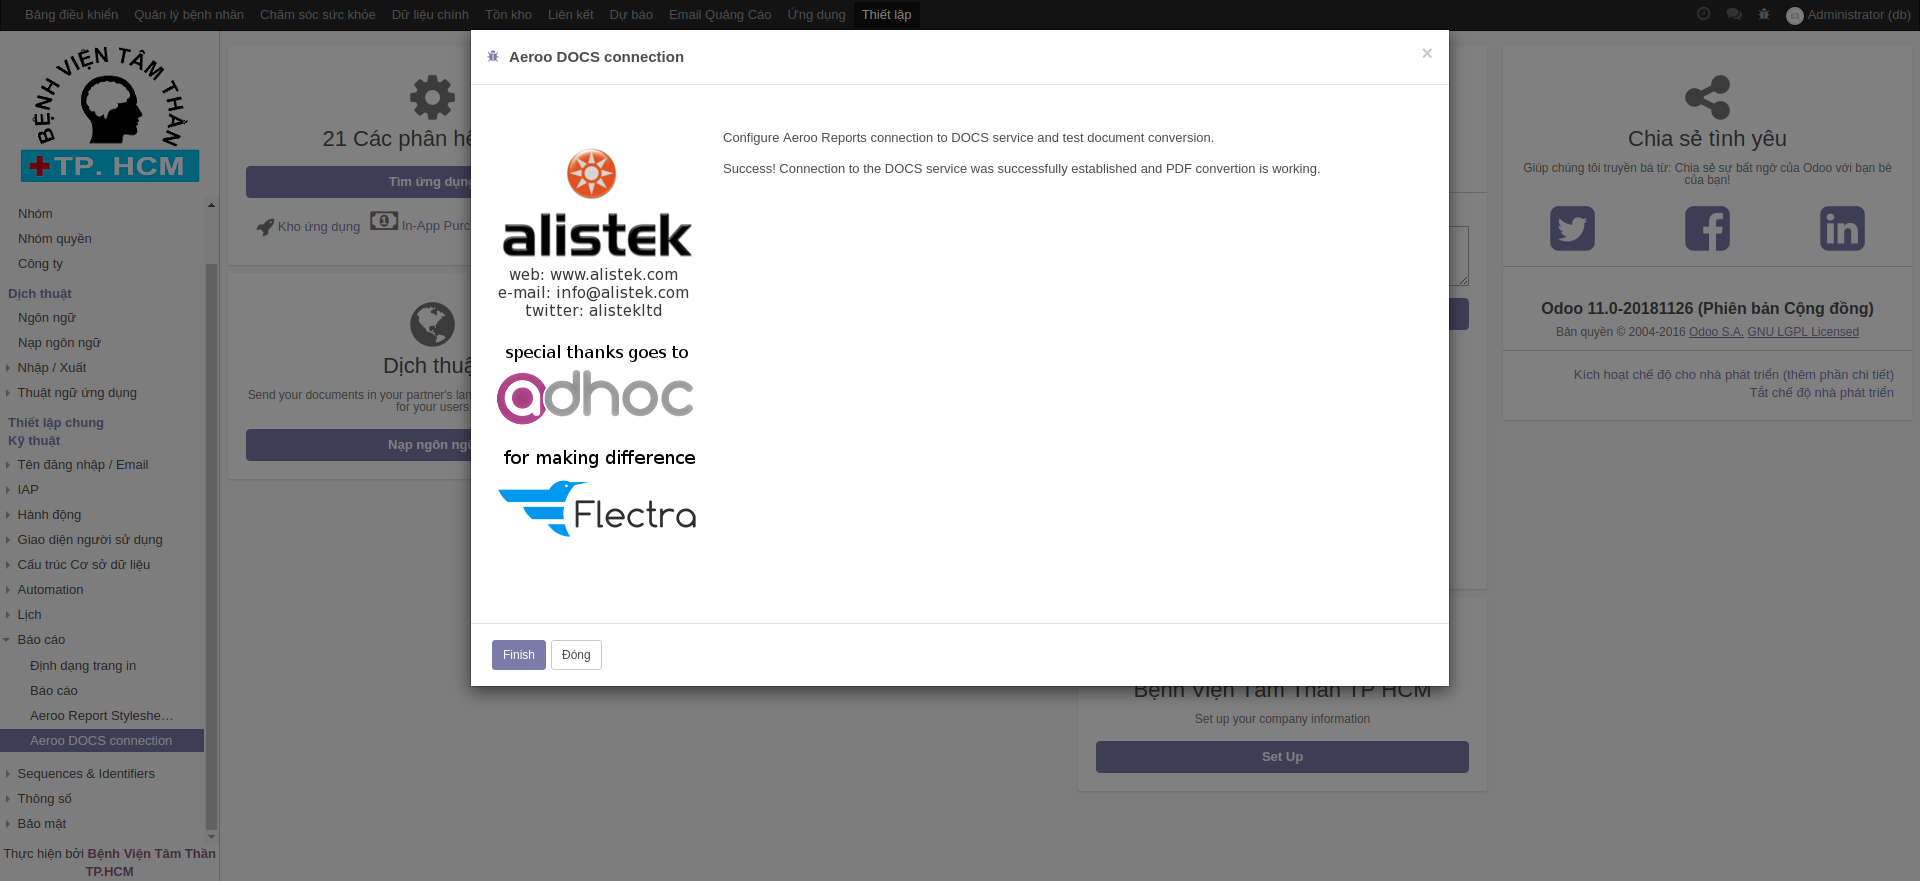 Bảng điều khiển Quản lý bệnh nhân Chăm sóc sức khỏe Dữ liệu chính Tồn kho Liên kết Dự báo Email Quảng Cáo Ứng dụng Thiết lập Administrator (db)
BỆNH VIỆN TÂM THẦN
TP. HCM
Nhóm
Nhóm quyền
Công ty
Dịch thuật
Ngôn ngữ
Nạp ngôn ngữ
Nhập / Xuất
Thuật ngữ ứng dụng
Thiết lập chung
Kỹ thuật
Tên đăng nhập / Email
IAP
Hành động
Giao diện người sử dụng
Cấu trúc Cơ sở dữ liệu
Automation
Lịch
Báo cáo
Định dạng trang in
Báo cáo
Aeroo Report Styleshe…
Aeroo DOCS connection
Sequences & Identifiers
Thông số
Bảo mật
Thực hiện bởi Bệnh Viện Tâm Thần
TP.HCM
21 Các phân hệ
Tìm ứng dụng
Kho ứng dụng In-App Purc
Dịch thuậ
Send your documents in your partner's lan
for your users
Nạp ngôn ngữ
Aeroo DOCS connection
×
Configure Aeroo Reports connection to DOCS service and test document conversion.
Success! Connection to the DOCS service was successfully established and PDF convertion is working.
alistek
web: www.alistek.com
e-mail: info@alistek.com
twitter: alistekltd
special thanks goes to
adhoc
for making difference
Flectra
Finish Đóng
Bệnh Viện Tâm Thần TP HCM
Set up your company information
Set Up
Chia sẻ tình yêu
Giúp chúng tôi truyền bá từ: Chia sẻ sự bất ngờ của Odoo với bạn bè
của bạn!
Odoo 11.0-20181126 (Phiên bản Cộng đồng)
Bản quyền © 2004-2016 Odoo S.A. GNU LGPL Licensed
Kích hoạt chế độ cho nhà phát triển (thêm phần chi tiết)
Tắt chế độ nhà phát triển